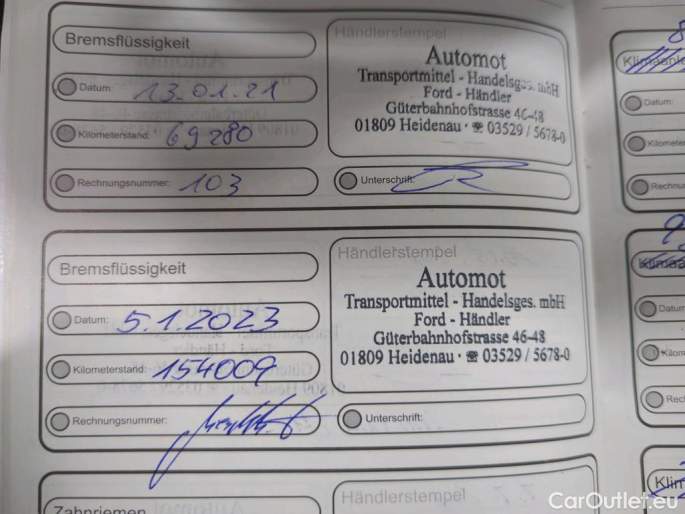 Bremsflüssigkeit
Datum: 13.01.21
Kilometerstand: 69280
Rechnungsnummer: 103
Händlerstempel
Automot
Transportmittel - Handelsges. mbH
Ford - Händler
Güterbahnhofstrasse 46-48
01809 Heidenau · ☎ 03529 / 5678-0
Unterschrift:
Bremsflüssigkeit
Datum: 5.1.2023
Kilometerstand: 154009
Rechnungsnummer:
Händlerstempel
Automot
Transportmittel - Handelsges. mbH
Ford - Händler
Güterbahnhofstrasse 46-48
01809 Heidenau · ☎ 03529 / 5678-0
Unterschrift:
Zahnriemen
Händlerstempel
Datum:
CarOutlet.eu